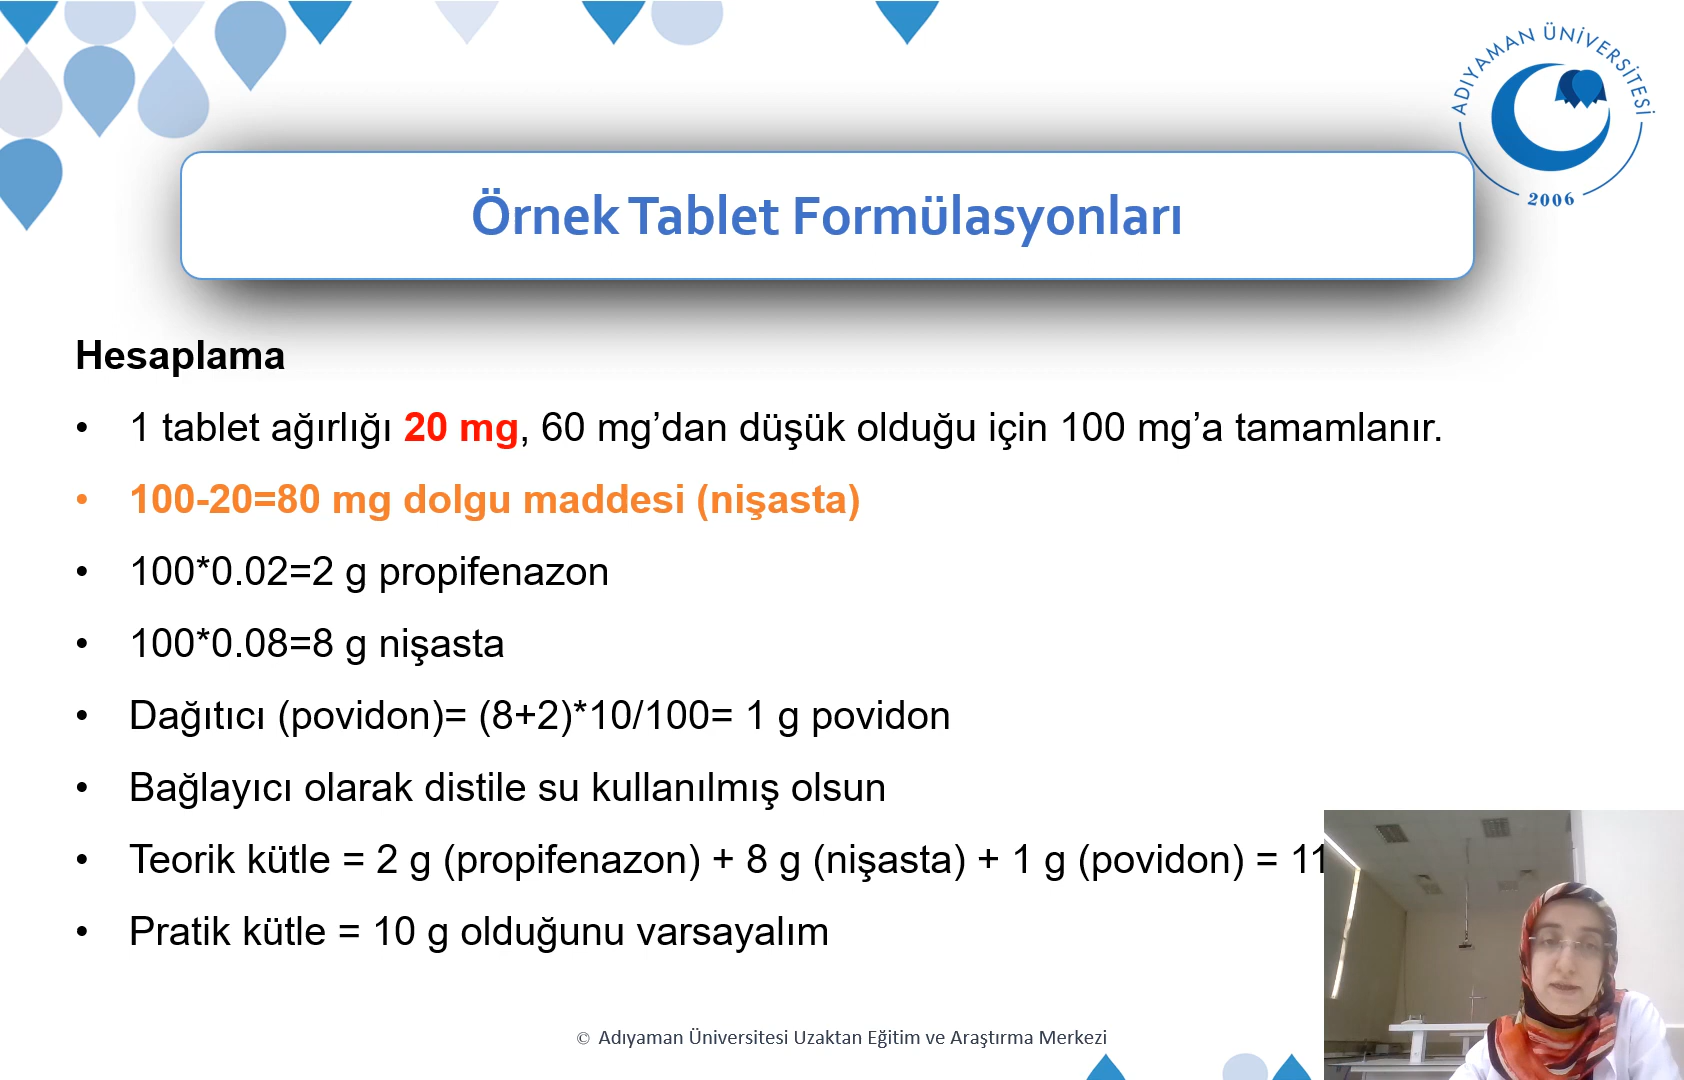 ADIYAMAN ÜNİVERSİTESİ
2006
Örnek Tablet Formülasyonları
Hesaplama
• 1 tablet ağırlığı 20 mg, 60 mg’dan düşük olduğu için 100 mg’a tamamlanır.
• 100-20=80 mg dolgu maddesi (nişasta)
• 100*0.02=2 g propifenazon
• 100*0.08=8 g nişasta
• Dağıtıcı (povidon)= (8+2)*10/100= 1 g povidon
• Bağlayıcı olarak distile su kullanılmış olsun
• Teorik kütle = 2 g (propifenazon) + 8 g (nişasta) + 1 g (povidon) = 11
• Pratik kütle = 10 g olduğunu varsayalım
© Adıyaman Üniversitesi Uzaktan Eğitim ve Araştırma Merkezi